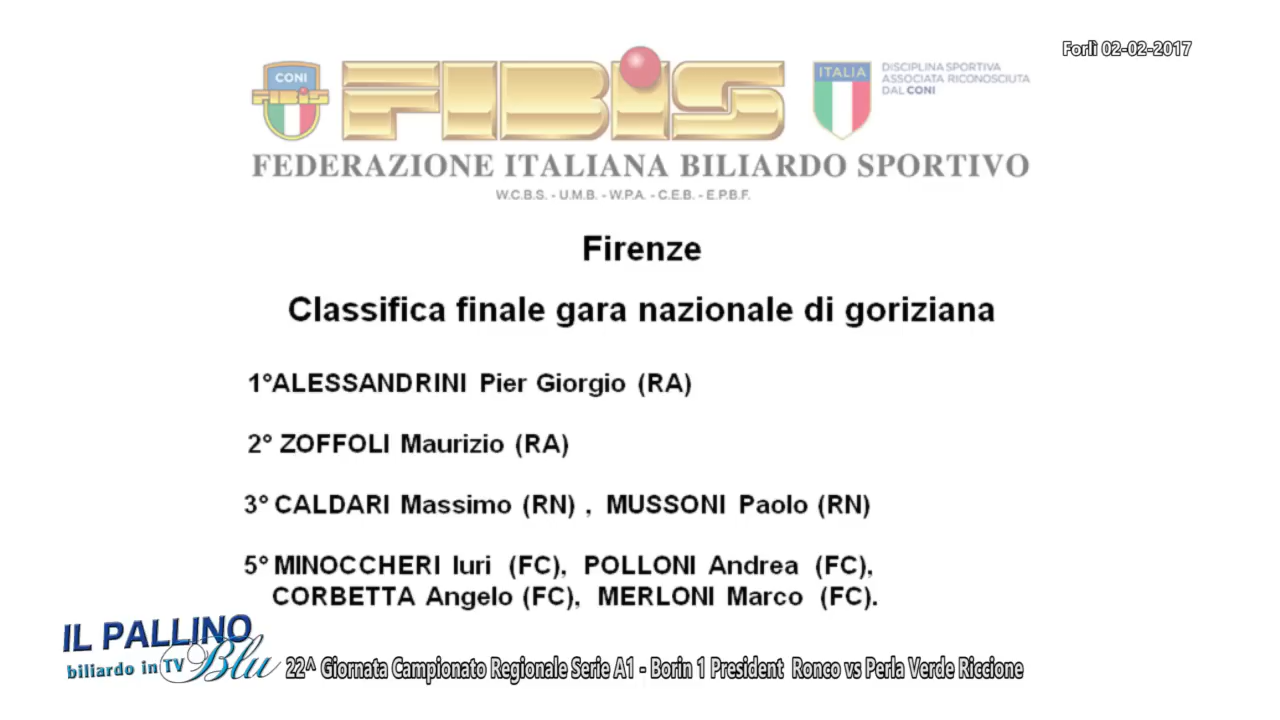 Forlì 02-02-2017
CONI
FIBIS
FIBIS
ITALIA
DISCIPLINA SPORTIVA
ASSOCIATA RICONOSCIUTA
DAL CONI
FEDERAZIONE ITALIANA BILIARDO SPORTIVO
W.C.B.S. - U.M.B. - W.P.A. - C.E.B. - E.P.B.F.
Firenze
Classifica finale gara nazionale di goriziana
1°ALESSANDRINI Pier Giorgio (RA)
2° ZOFFOLI Maurizio (RA)
3° CALDARI Massimo (RN) , MUSSONI Paolo (RN)
5° MINOCCHERI Iuri (FC), POLLONI Andrea (FC),
CORBETTA Angelo (FC), MERLONI Marco (FC).
IL PALLINO
biliardo in TV Blu
22^ Giornata Campionato Regionale Serie A1 - Borin 1 President Ronco vs Perla Verde Riccione